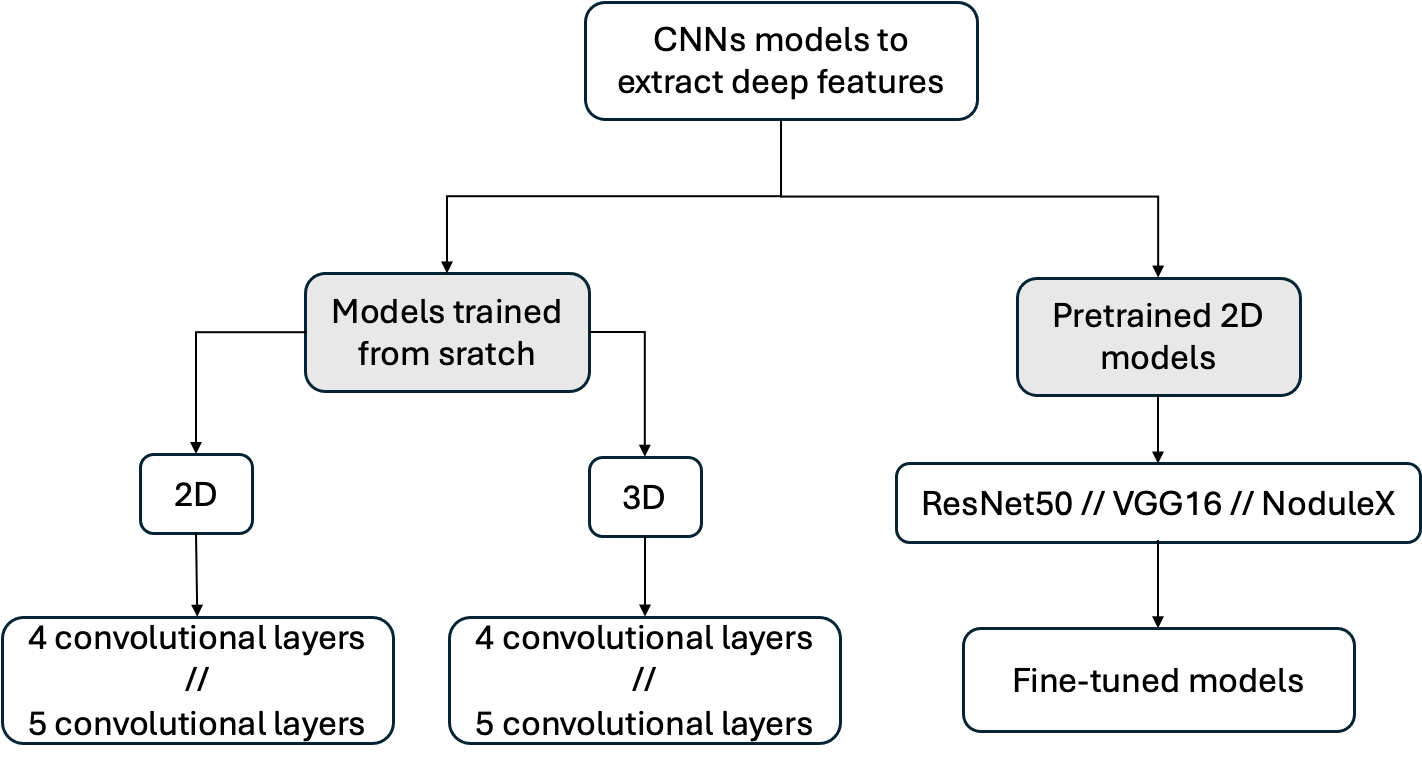 CNNs models to
extract deep features
Models trained
from sratch
Pretrained 2D
models
2D
3D
ResNet50 // VGG16 // NoduleX
4 convolutional layers
//
5 convolutional layers
4 convolutional layers
//
5 convolutional layers
Fine-tuned models